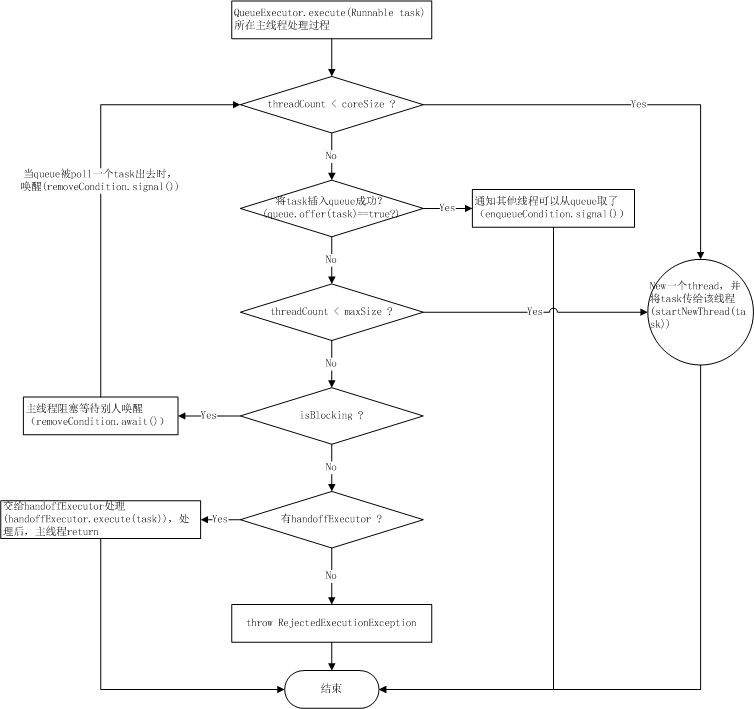 QueueExecutor.execute(Runnable task)
所在主线程处理过程
threadCount < coreSize ?
Yes
No
当queue被poll一个task出去时，
唤醒(removeCondition.signal())
将task插入queue成功?
(queue.offer(task)==true?)
Yes
通知其他线程可以从queue取了
（enqueueCondition.signal())
No
New一个thread，并
将task传给该线程
(startNewThread(ta
sk))
threadCount < maxSize ?
Yes
No
主线程阻塞等待别人唤醒
（removeCondition.await())
Yes
isBlocking ?
No
交给handoffExecutor处理
(handoffExecutor.execute(task))，处
理后，主线程return
Yes
有handoffExecutor ?
No
throw RejectedExecutionException
结束